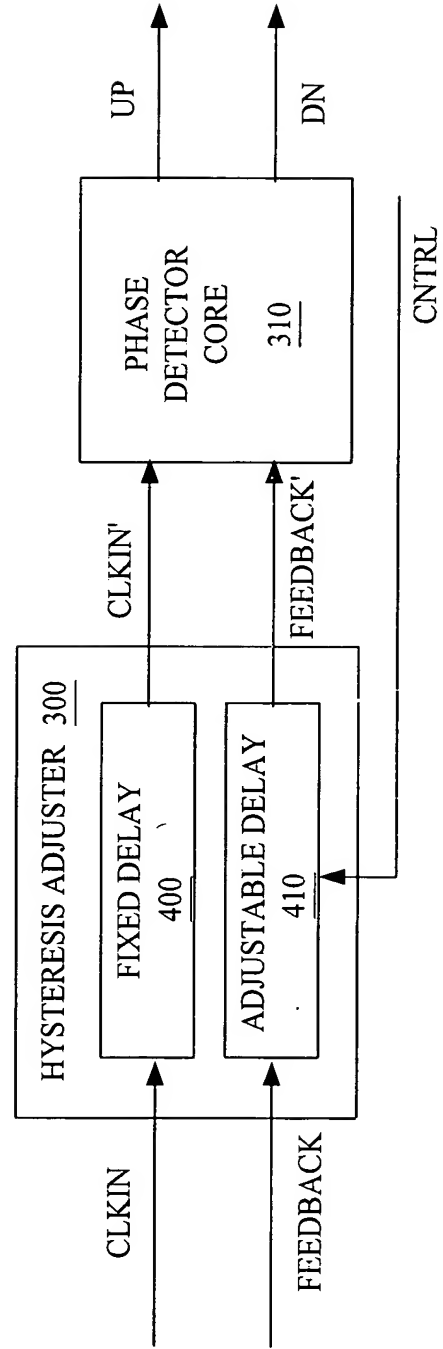 HYSTERESIS ADJUSTER 300
CLKIN
FIXED DELAY
400
CLKIN'
PHASE
DETECTOR
CORE
310
UP
FEEDBACK
ADJUSTABLE DELAY
410
FEEDBACK'
DN
CNTRL